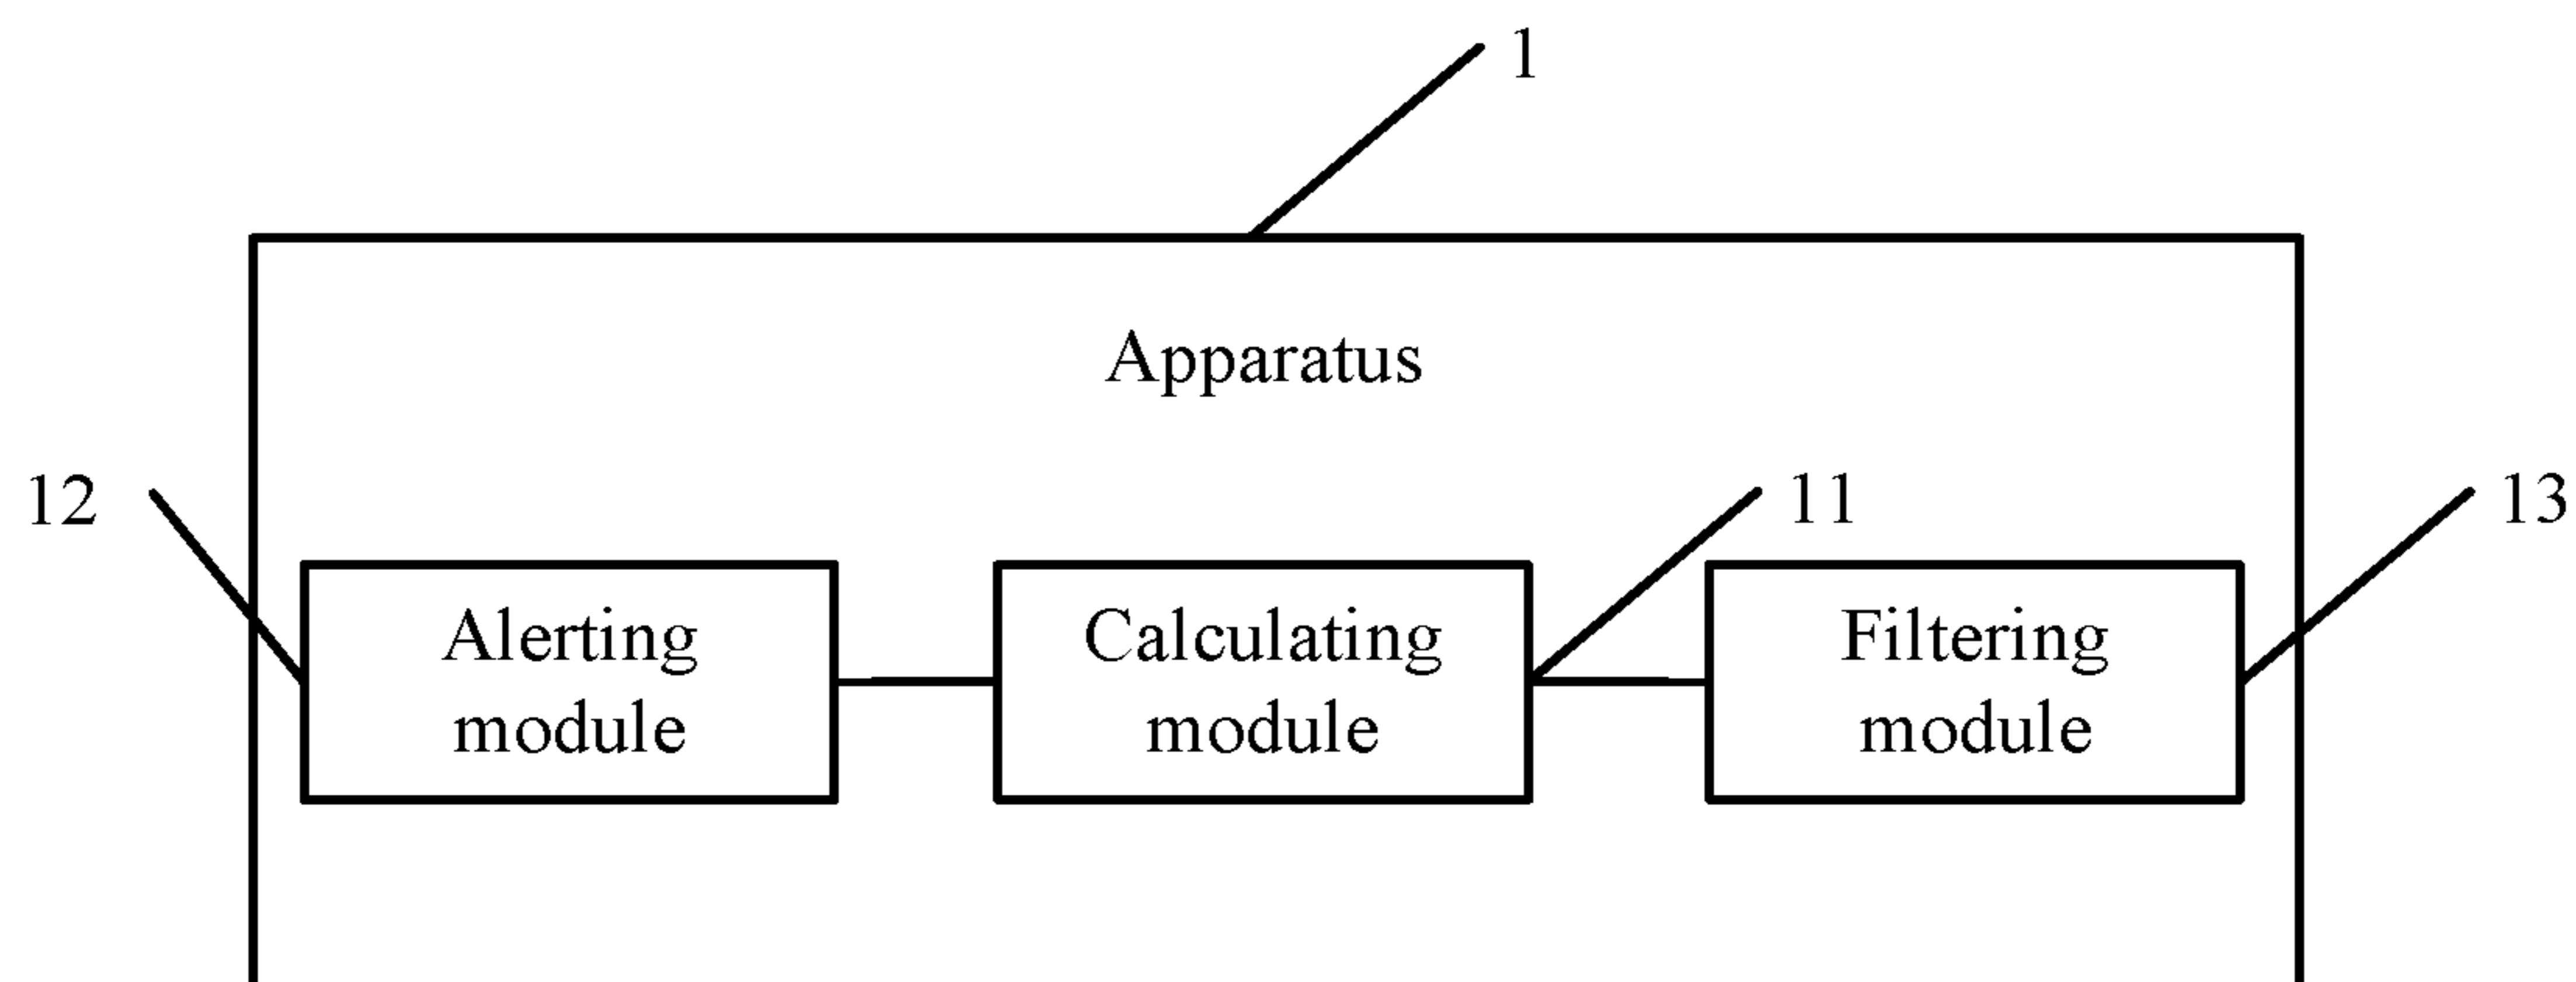 1
Apparatus
12
11
13
Alerting
module
Calculating
module
Filtering
module